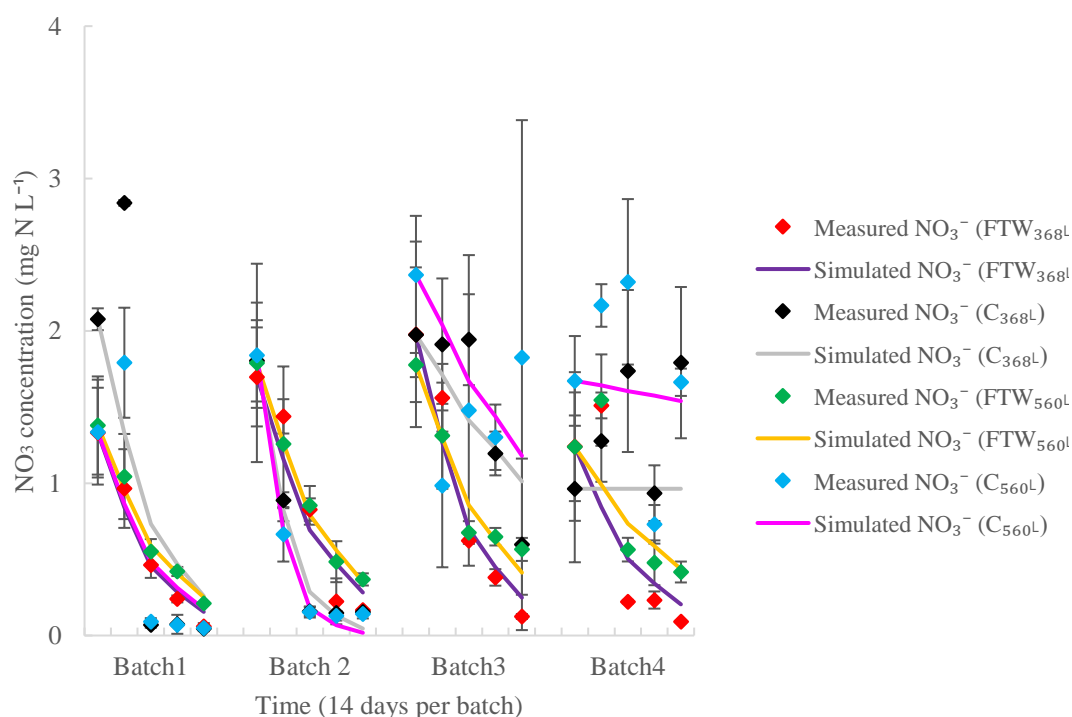 4
3
2
1
0
NO₃ concentration (mg N L⁻¹)
Batch1 Batch 2 Batch3 Batch4
Time (14 days per batch)
Measured NO₃⁻ (FTW₃₆₈L
Simulated NO₃⁻ (FTW₃₆₈L
Measured NO₃⁻ (C₃₆₈L)
Simulated NO₃⁻ (C₃₆₈L)
Measured NO₃⁻ (FTW₅₆₀L
Simulated NO₃⁻ (FTW₅₆₀L
Measured NO₃⁻ (C₅₆₀L)
Simulated NO₃⁻ (C₅₆₀L)